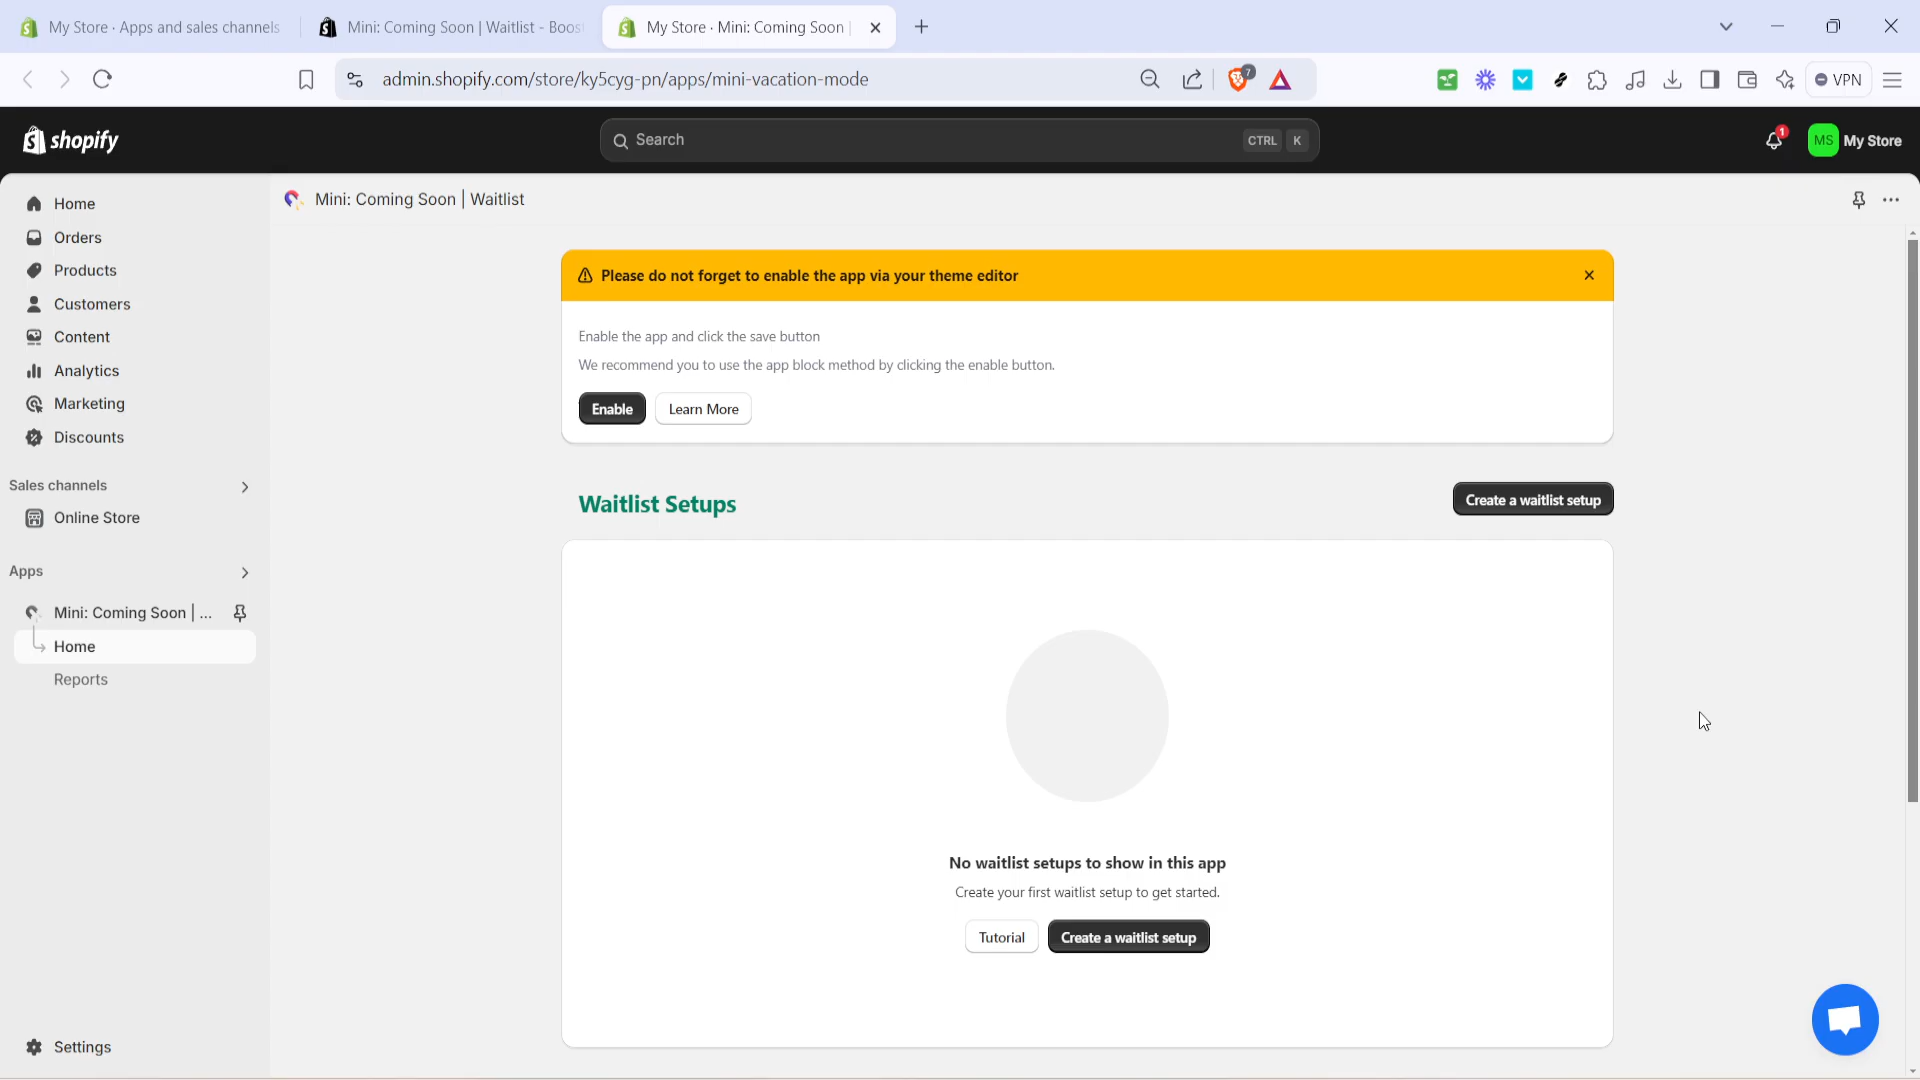 My Store · Apps and sales channels
Mini: Coming Soon | Waitlist - Boos
My Store · Mini: Coming Soon |
admin.shopify.com/store/ky5cyg-pn/apps/mini-vacation-mode
7
VPN
shopify
Search
CTRL K
1
MS
My Store
Home
Orders
Products
Customers
Content
Analytics
Marketing
Discounts
Sales channels
Online Store
Apps
Mini: Coming Soon | ...
Home
Reports
Settings
Mini: Coming Soon | Waitlist
Please do not forget to enable the app via your theme editor
Enable the app and click the save button
We recommend you to use the app block method by clicking the enable button.
Enable
Learn More
Waitlist Setups
Create a waitlist setup
No waitlist setups to show in this app
Create your first waitlist setup to get started.
Tutorial
Create a waitlist setup